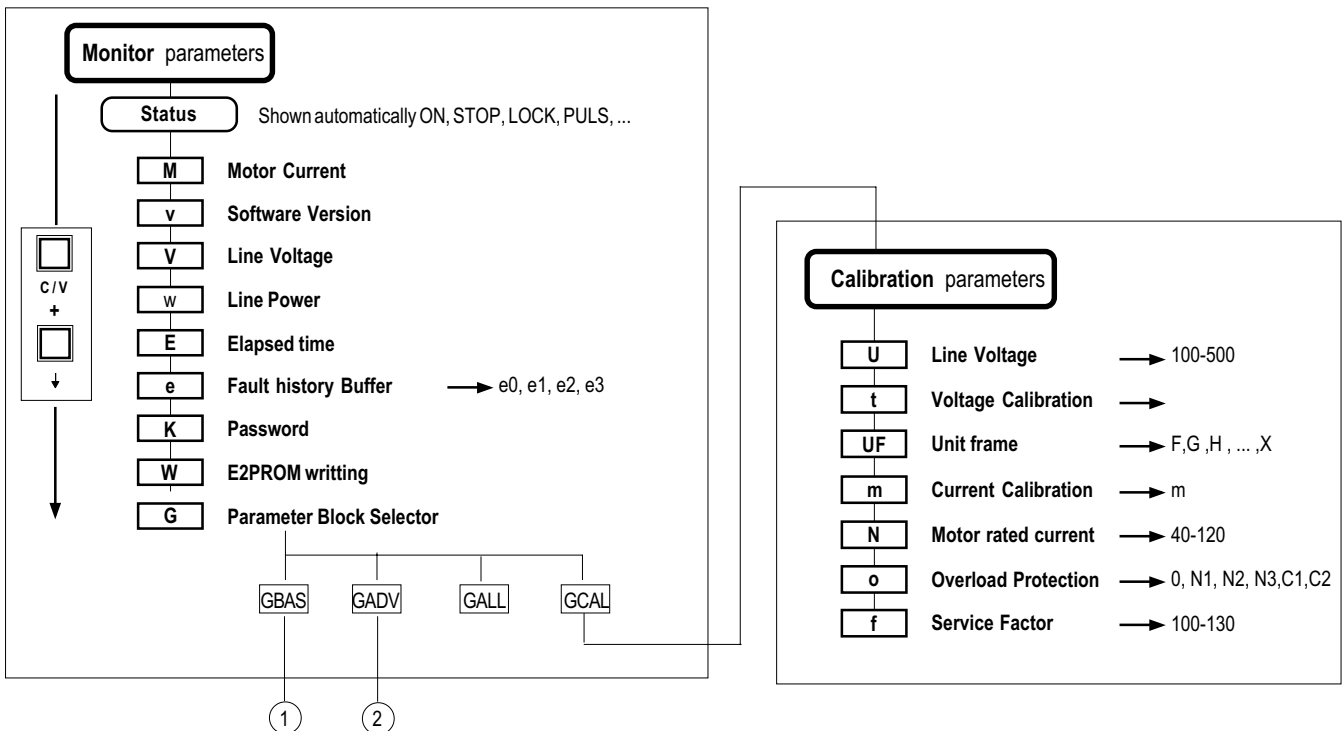 Monitor parameters
Status Shown automatically ON, STOP, LOCK, PULS, ...
M Motor Current
v Software Version
V Line Voltage
w Line Power
E Elapsed time
e Fault history Buffer e0, e1, e2, e3
K Password
W E2PROM writting
G Parameter Block Selector
C / V
+
GBAS GADV GALL GCAL
1 2
Calibration parameters
U Line Voltage 100-500
t Voltage Calibration
UF Unit frame F,G ,H , ... ,X
m Current Calibration m
N Motor rated current 40-120
o Overload Protection 0, N1, N2, N3,C1,C2
f Service Factor 100-130